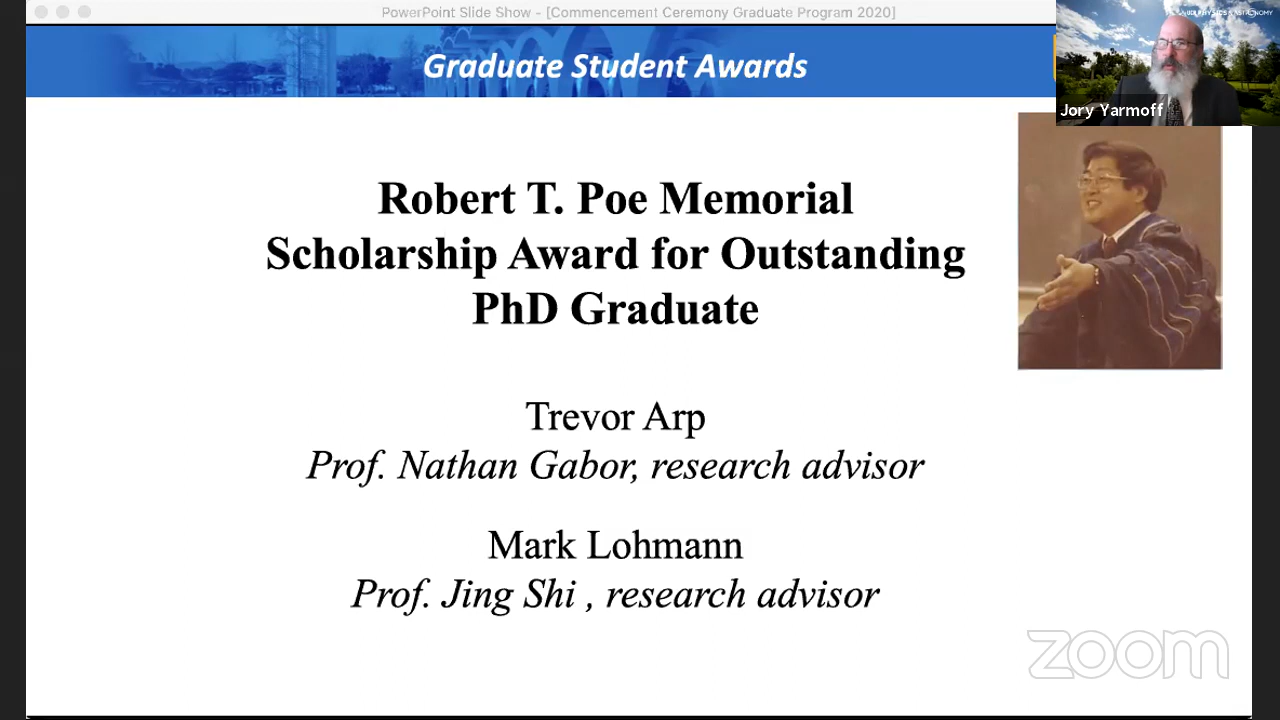 PowerPoint Slide Show - [Commencement Ceremony Graduate Program 2020]
Graduate Student Awards
Jory Yarmoff
Robert T. Poe Memorial
Scholarship Award for Outstanding
PhD Graduate
Trevor Arp
Prof. Nathan Gabor, research advisor
Mark Lohmann
Prof. Jing Shi , research advisor
zoom